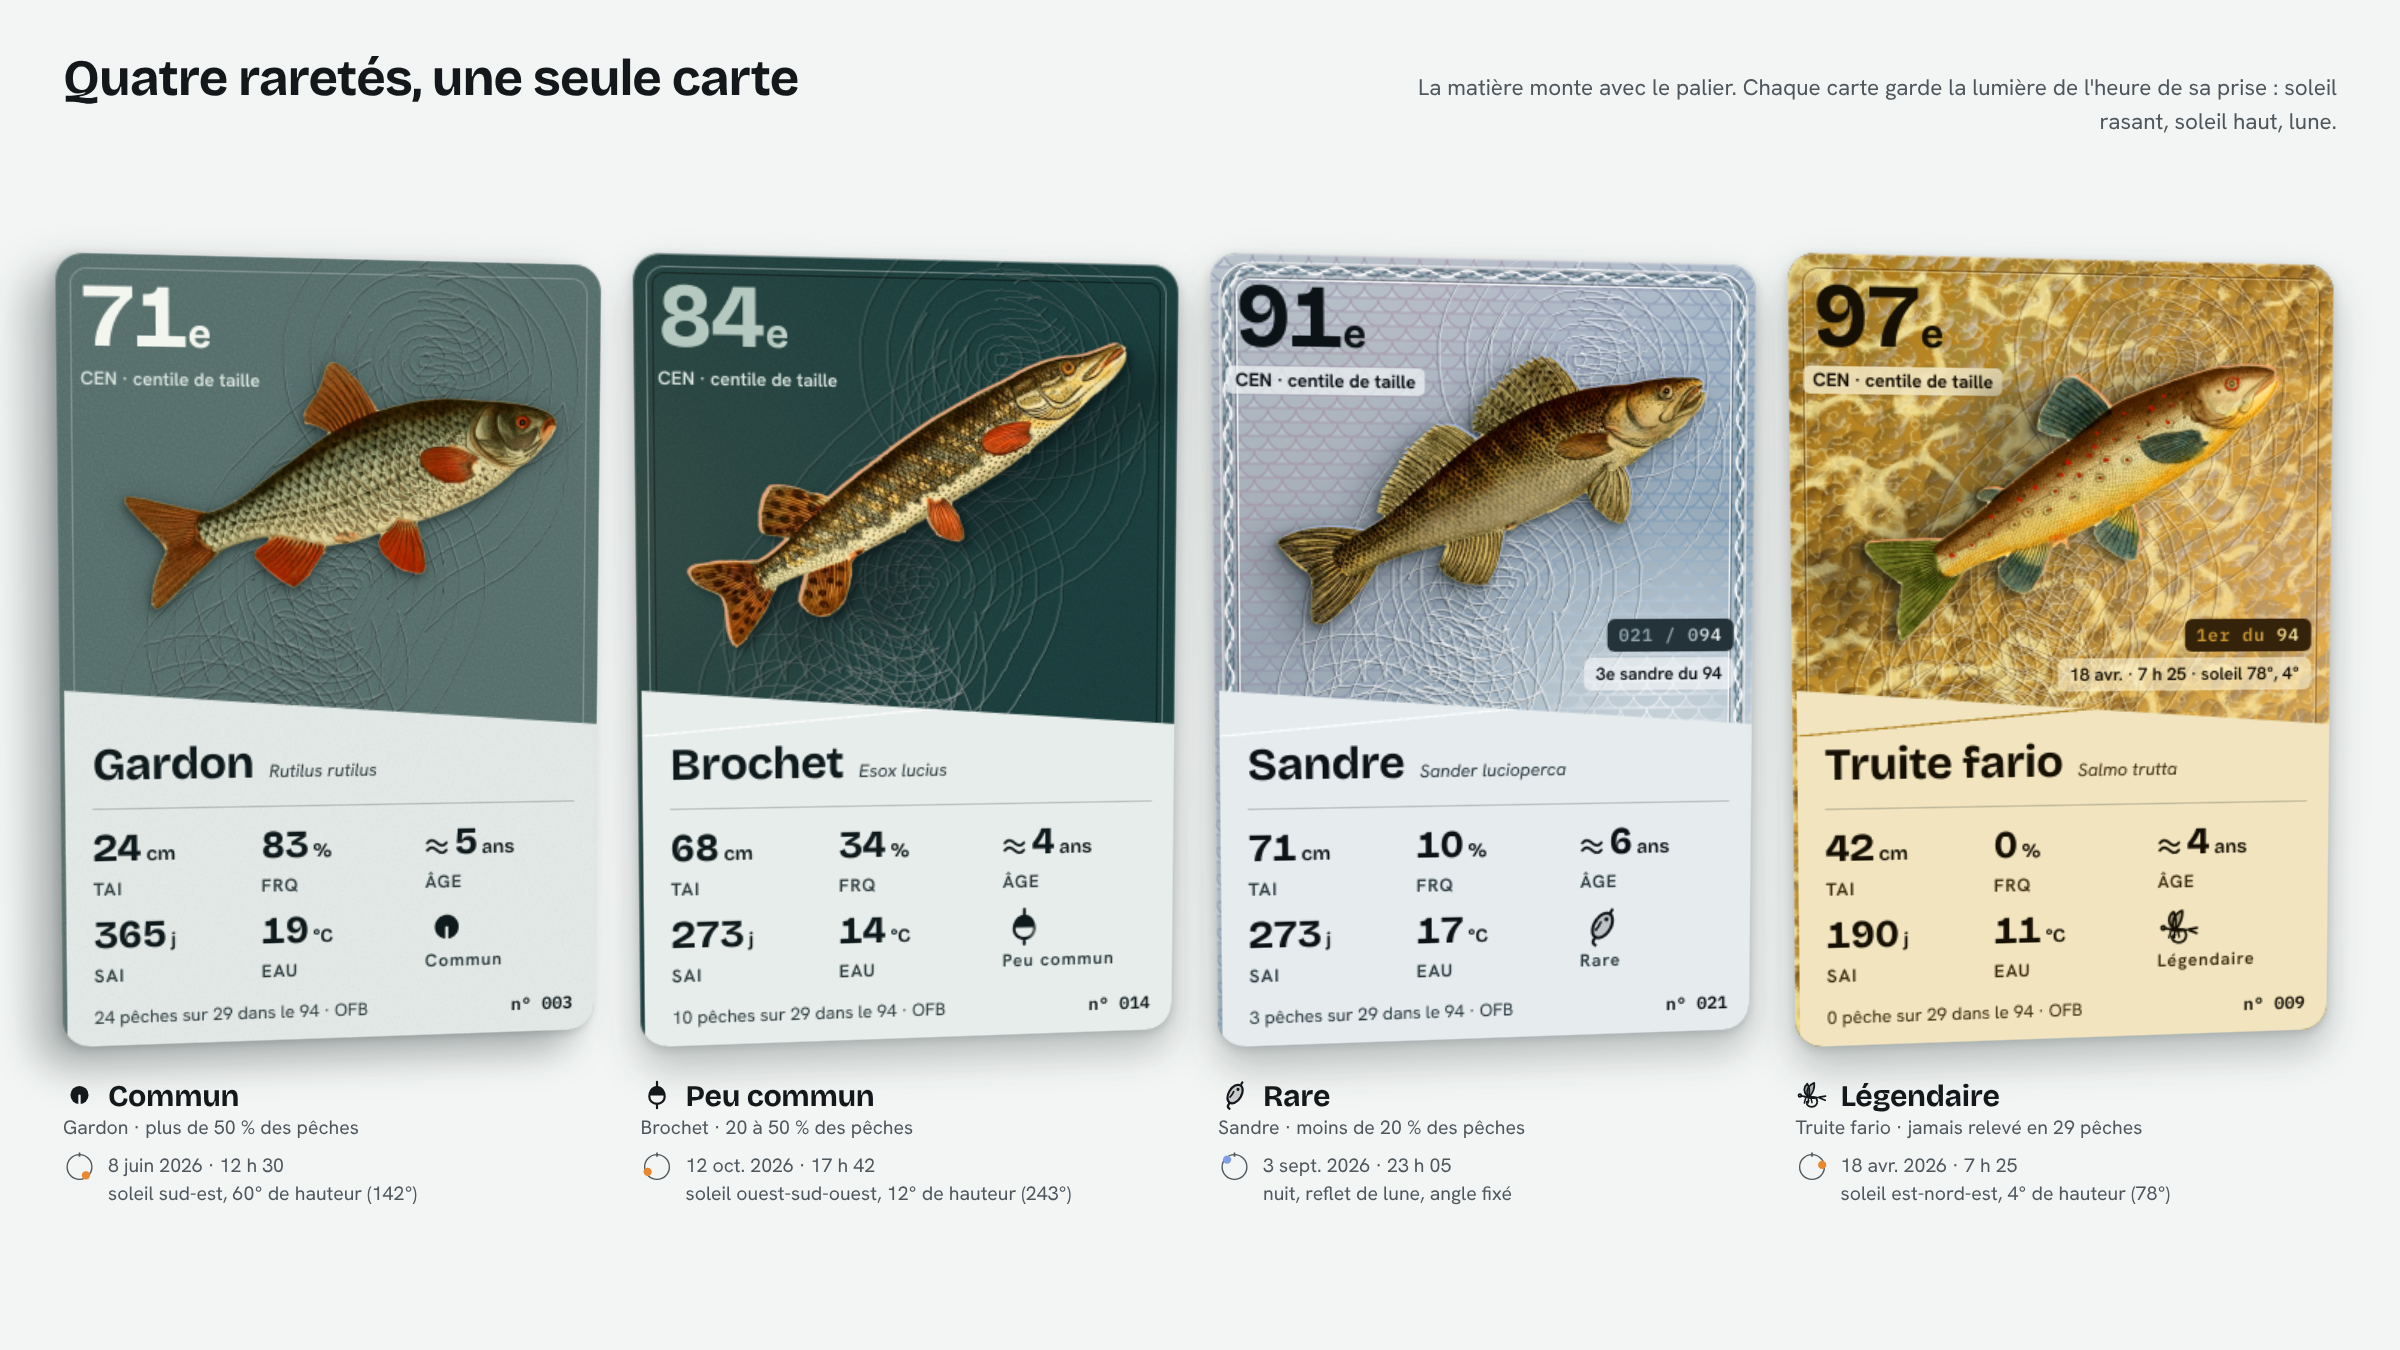 Quatre raretés, une seule carte
La matière monte avec le palier. Chaque carte garde la lumière de l'heure de sa prise : soleil
rasant, soleil haut, lune.
71e
CEN · centile de taille
Gardon Rutilus rutilus
24 cm 83 % ≈ 5 ans
TAI FRQ ÂGE
365 j 19 °C
SAI EAU Commun
24 pêches sur 29 dans le 94 · OFB n° 003
84e
CEN · centile de taille
Brochet Esox lucius
68 cm 34 % ≈ 4 ans
TAI FRQ ÂGE
273 j 14 °C
SAI EAU Peu commun
10 pêches sur 29 dans le 94 · OFB n° 014
91e
CEN · centile de taille
021 / 094
3e sandre du 94
Sandre Sander lucioperca
71 cm 10 % ≈ 6 ans
TAI FRQ ÂGE
273 j 17 °C
SAI EAU Rare
3 pêches sur 29 dans le 94 · OFB n° 021
97e
CEN · centile de taille
1er du 94
18 avr. · 7 h 25 · soleil 78°, 4°
Truite fario Salmo trutta
42 cm 0 % ≈ 4 ans
TAI FRQ ÂGE
190 j 11 °C
SAI EAU Légendaire
0 pêche sur 29 dans le 94 · OFB n° 009
Commun
Gardon · plus de 50 % des pêches
8 juin 2026 · 12 h 30
soleil sud-est, 60° de hauteur (142°)
Peu commun
Brochet · 20 à 50 % des pêches
12 oct. 2026 · 17 h 42
soleil ouest-sud-ouest, 12° de hauteur (243°)
Rare
Sandre · moins de 20 % des pêches
3 sept. 2026 · 23 h 05
nuit, reflet de lune, angle fixé
Légendaire
Truite fario · jamais relevé en 29 pêches
18 avr. 2026 · 7 h 25
soleil est-nord-est, 4° de hauteur (78°)